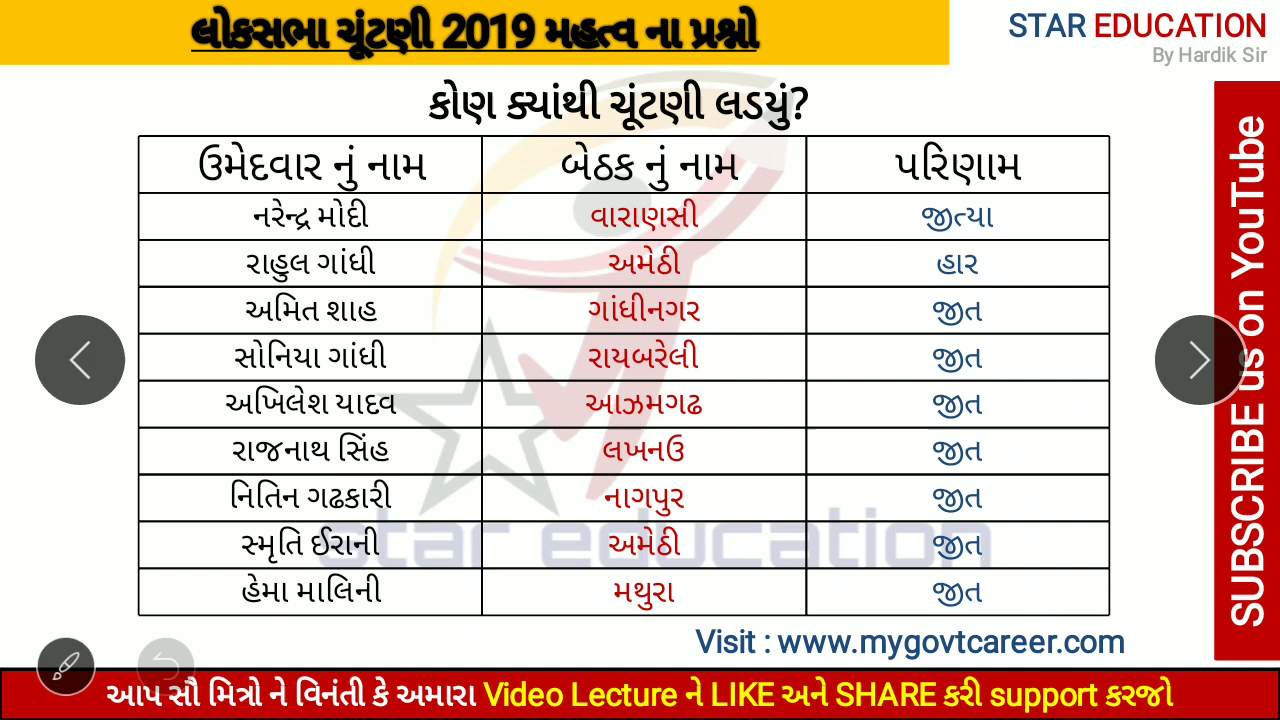 લોકસભા ચૂંટણી 2019 મહત્વ ના પ્રશ્નો
STAR EDUCATION
By Hardik Sir
કોણ ક્યાંથી ચૂંટણી લડયું?
ઉમેદવાર નું નામ બેઠક નું નામ પરિણામ
નરેન્દ્ર મોદી વારાણસી જીત્યા
રાહુલ ગાંધી અમેઠી હાર
અમિત શાહ ગાંધીનગર જીત
સોનિયા ગાંધી રાયબરેલી જીત
અખિલેશ યાદવ આઝમગઢ જીત
રાજનાથ સિંહ લખનઉ જીત
નિતિન ગઢકારી નાગપુર જીત
સ્મૃતિ ઈરાની અમેઠી જીત
હેમા માલિની મથુરા જીત
star education
SUBSCRIBE us on YouTube
Visit : www.mygovtcareer.com
આપ સૌ મિત્રો ને વિનંતી કે અમારા Video Lecture ને LIKE અને SHARE કરી support કરજો